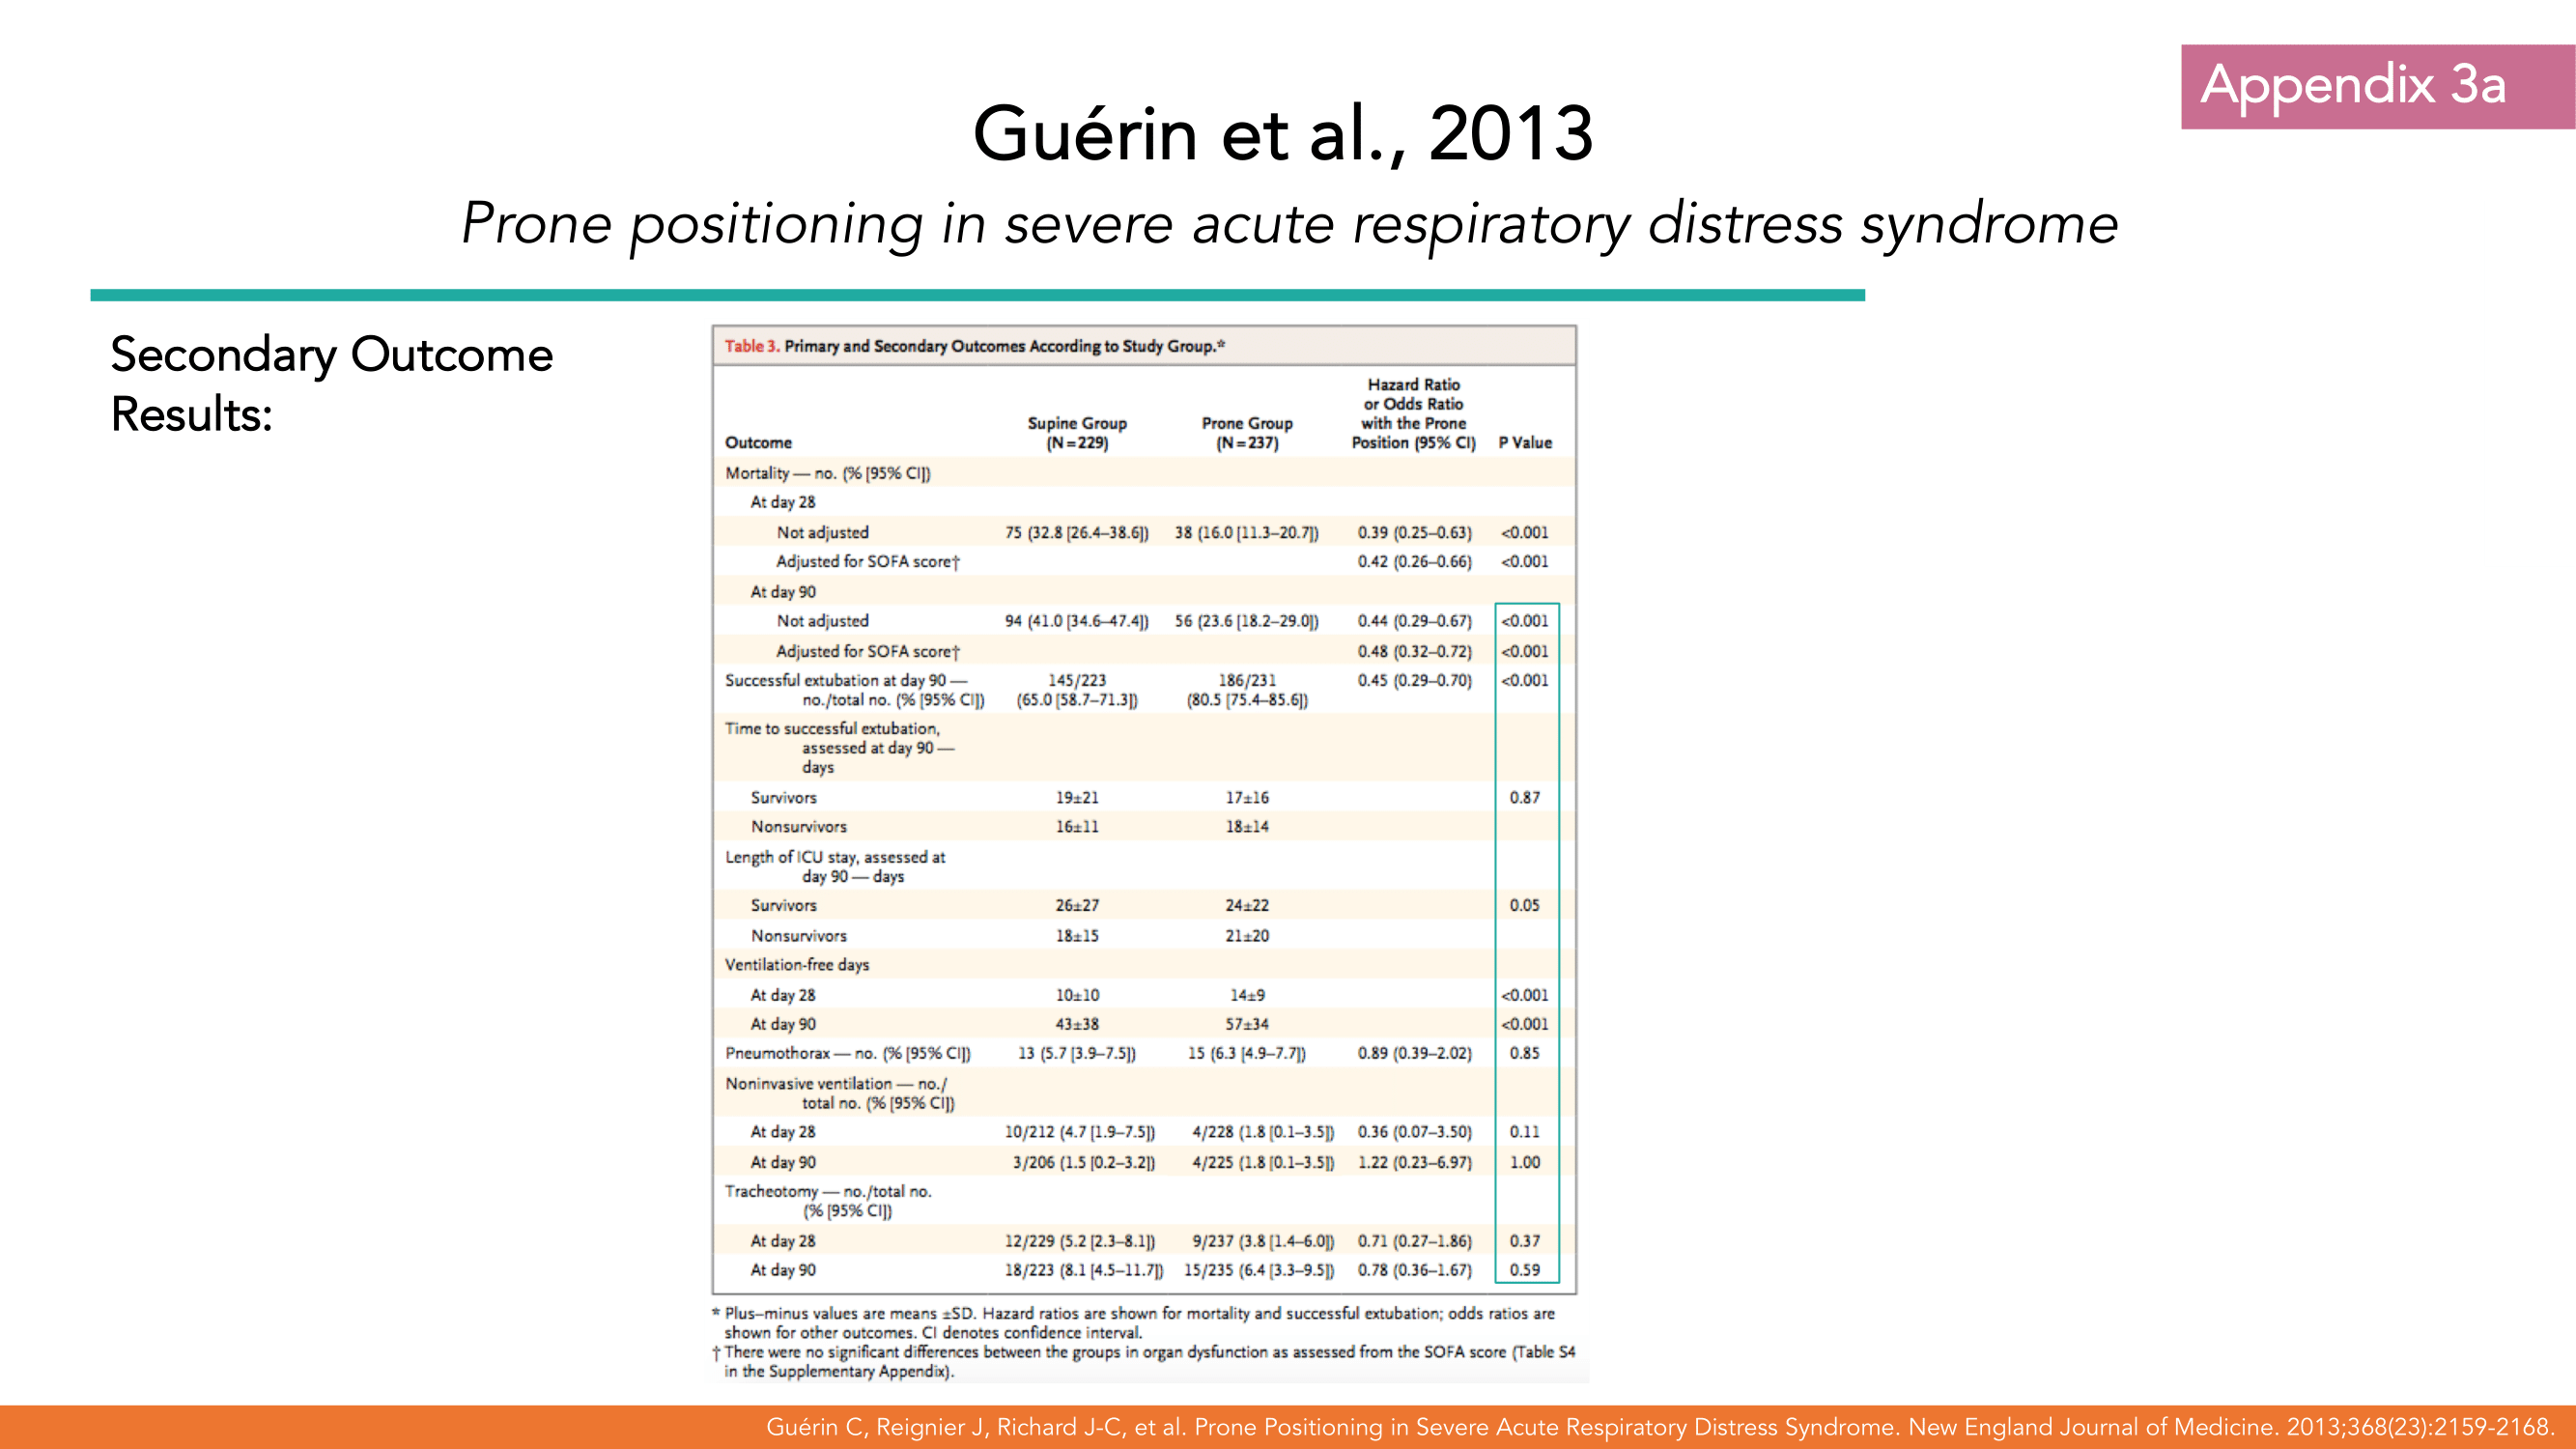 Appendix 3a
Guérin et al., 2013
Prone positioning in severe acute respiratory distress syndrome
Secondary Outcome
Results:
Table 3. Primary and Secondary Outcomes According to Study Group.*
Hazard Ratio
or Odds Ratio
Supine Group Prone Group with the Prone
Outcome (N=229) (N=237) Position (95% CI) P Value
Mortality — no. (% [95% CI])
At day 28
Not adjusted 75 (32.8 [26.4–38.6]) 38 (16.0 [11.3–20.7]) 0.39 (0.25–0.63) <0.001
Adjusted for SOFA score† 0.42 (0.26–0.66) <0.001
At day 90
Not adjusted 94 (41.0 [34.6–47.4]) 56 (23.6 [18.2–29.0]) 0.44 (0.29–0.67) <0.001
Adjusted for SOFA score† 0.48 (0.32–0.72) <0.001
Successful extubation at day 90 — 145/223 186/231 0.45 (0.29–0.70) <0.001
no./total no. (% [95% CI]) (65.0 [58.7–71.3]) (80.5 [75.4–85.6])
Time to successful extubation,
assessed at day 90 —
days
Survivors 19±21 17±16 0.87
Nonsurvivors 16±11 18±14
Length of ICU stay, assessed at
day 90 — days
Survivors 26±27 24±22 0.05
Nonsurvivors 18±15 21±20
Ventilation-free days
At day 28 10±10 14±9 <0.001
At day 90 43±38 57±34 <0.001
Pneumothorax — no. (% [95% CI]) 13 (5.7 [3.9–7.5]) 15 (6.3 [4.9–7.7]) 0.89 (0.39–2.02) 0.85
Noninvasive ventilation — no./
total no. (% [95% CI])
At day 28 10/212 (4.7 [1.9–7.5]) 4/228 (1.8 [0.1–3.5]) 0.36 (0.07–3.50) 0.11
At day 90 3/206 (1.5 [0.2–3.2]) 4/225 (1.8 [0.1–3.5]) 1.22 (0.23–6.97) 1.00
Tracheotomy — no./total no.
(% [95% CI])
At day 28 12/229 (5.2 [2.3–8.1]) 9/237 (3.8 [1.4–6.0]) 0.71 (0.27–1.86) 0.37
At day 90 18/223 (8.1 [4.5–11.7]) 15/235 (6.4 [3.3–9.5]) 0.78 (0.36–1.67) 0.59
* Plus–minus values are means ±SD. Hazard ratios are shown for mortality and successful extubation; odds ratios are
shown for other outcomes. CI denotes confidence interval.
† There were no significant differences between the groups in organ dysfunction as assessed from the SOFA score (Table S4
in the Supplementary Appendix).
Guérin C, Reignier J, Richard J-C, et al. Prone Positioning in Severe Acute Respiratory Distress Syndrome. New England Journal of Medicine. 2013;368(23):2159-2168.